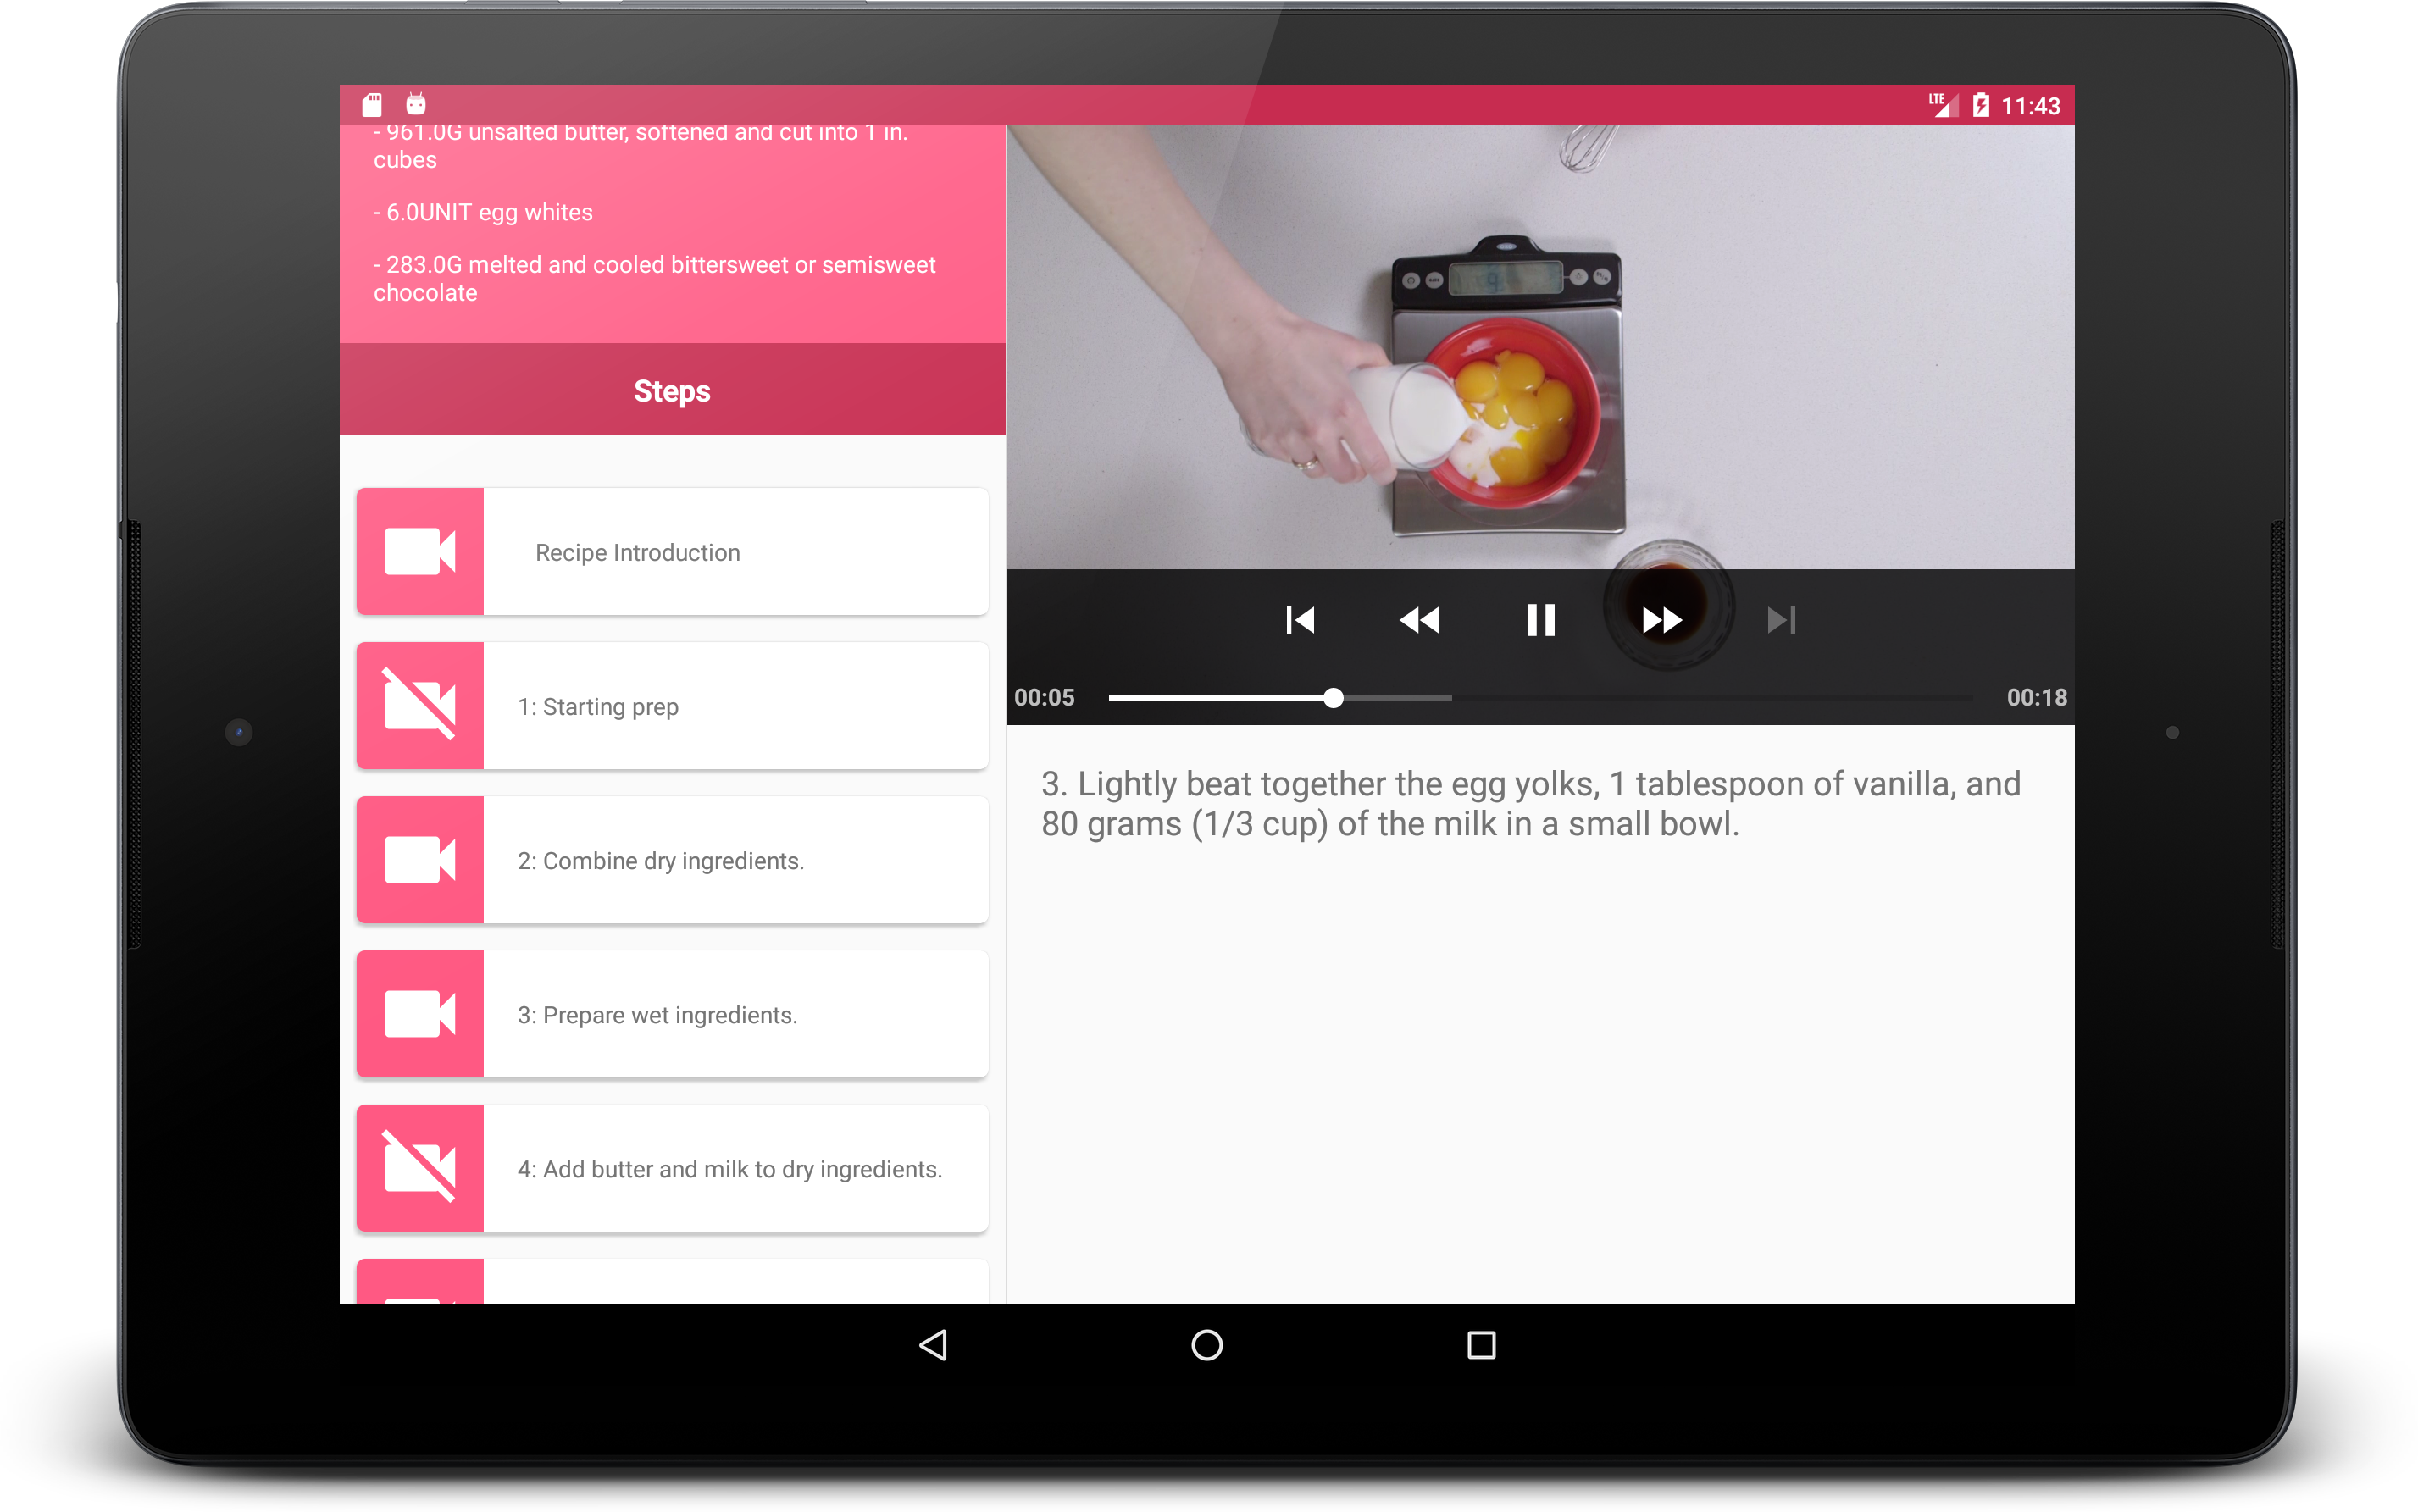 LTE 11:43
- 961.0G unsalted butter, softened and cut into 1 in.
cubes
- 6.0UNIT egg whites
- 283.0G melted and cooled bittersweet or semisweet
chocolate
Steps
Recipe Introduction
1: Starting prep
2: Combine dry ingredients.
3: Prepare wet ingredients.
4: Add butter and milk to dry ingredients.
00:05
00:18
3. Lightly beat together the egg yolks, 1 tablespoon of vanilla, and
80 grams (1/3 cup) of the milk in a small bowl.